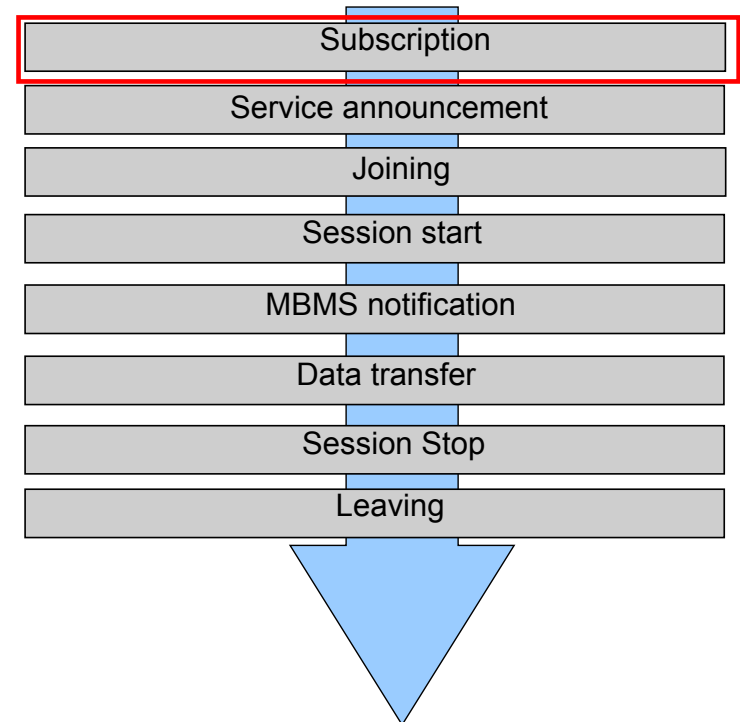 Subscription
Service announcement
Joining
Session start
MBMS notification
Data transfer
Session Stop
Leaving